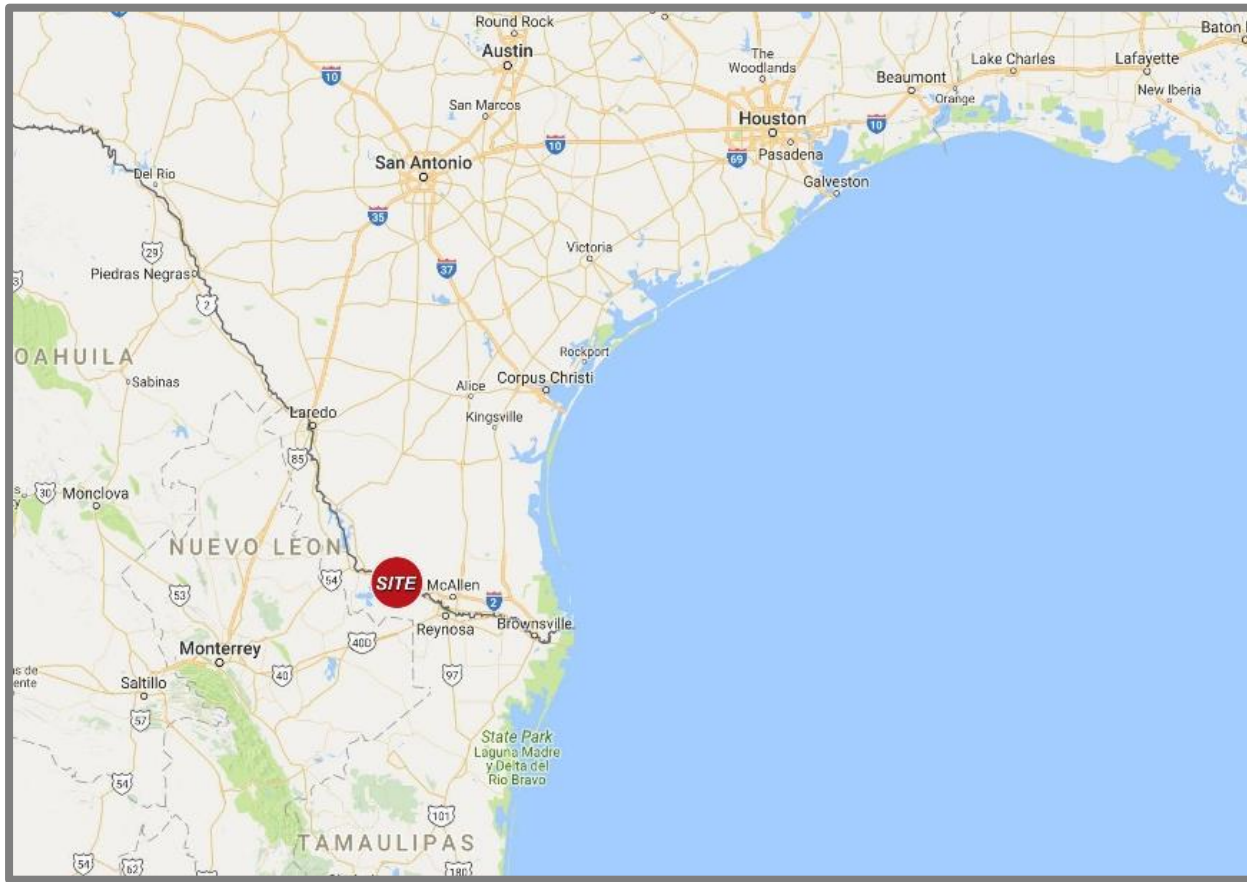 Round Rock
Austin
Baton
The
Woodlands
Beaumont
Lake Charles
Lafayette
Orange
New Iberia
10
San Marcos
Houston
10
10
69
Pasadena
San Antonio
Del Rio
Galveston
35
29
Victoria
37
Piedras Negras
2
Rockport
OAHUILA
Sabinas
Alice
Corpus Christi
Kingsville
Laredo
85
30
Monclova
NUEVO LEON
54
SITE
McAllen
2
53
Reynosa
Brownsville
40D
Monterrey
40
97
Saltillo
57
State Park
Laguna Madre
y Delta del
Rio Bravo
54
101
TAMAULIPAS
54
62
180